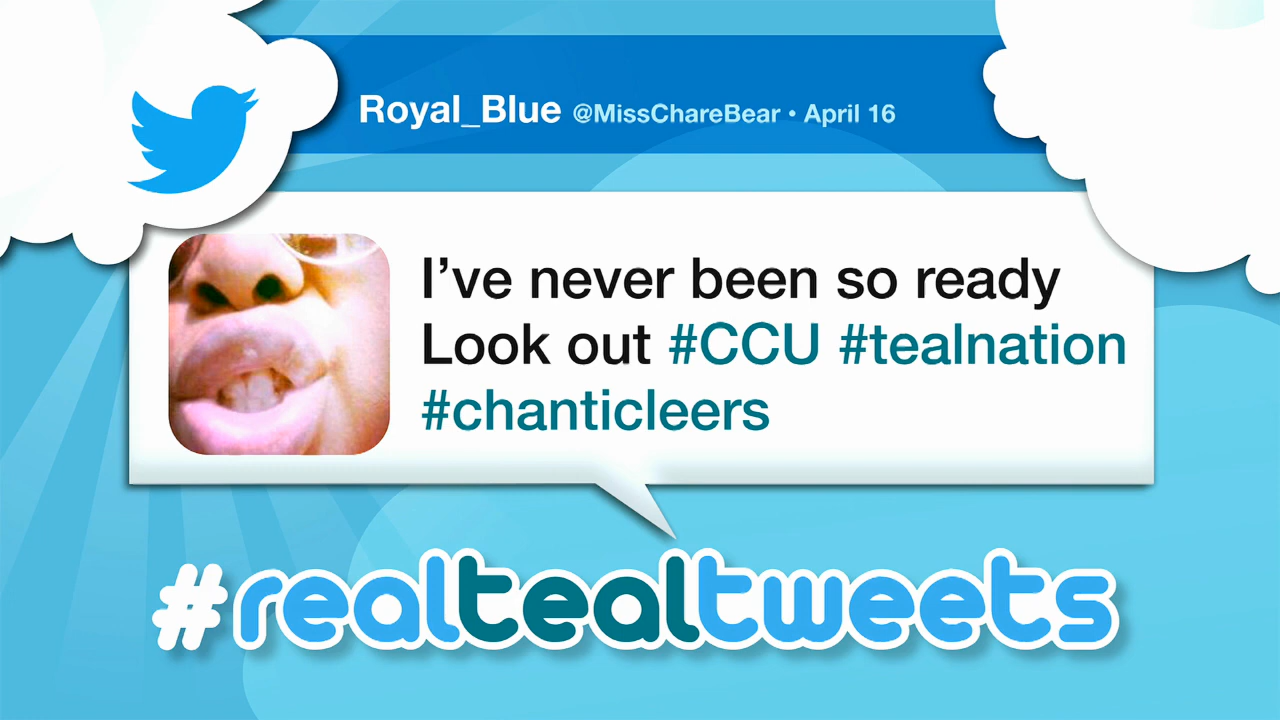 Royal_Blue @MissChareBear • April 16
I’ve never been so ready
Look out #CCU #tealnation
#chanticleers
#realtealtweets